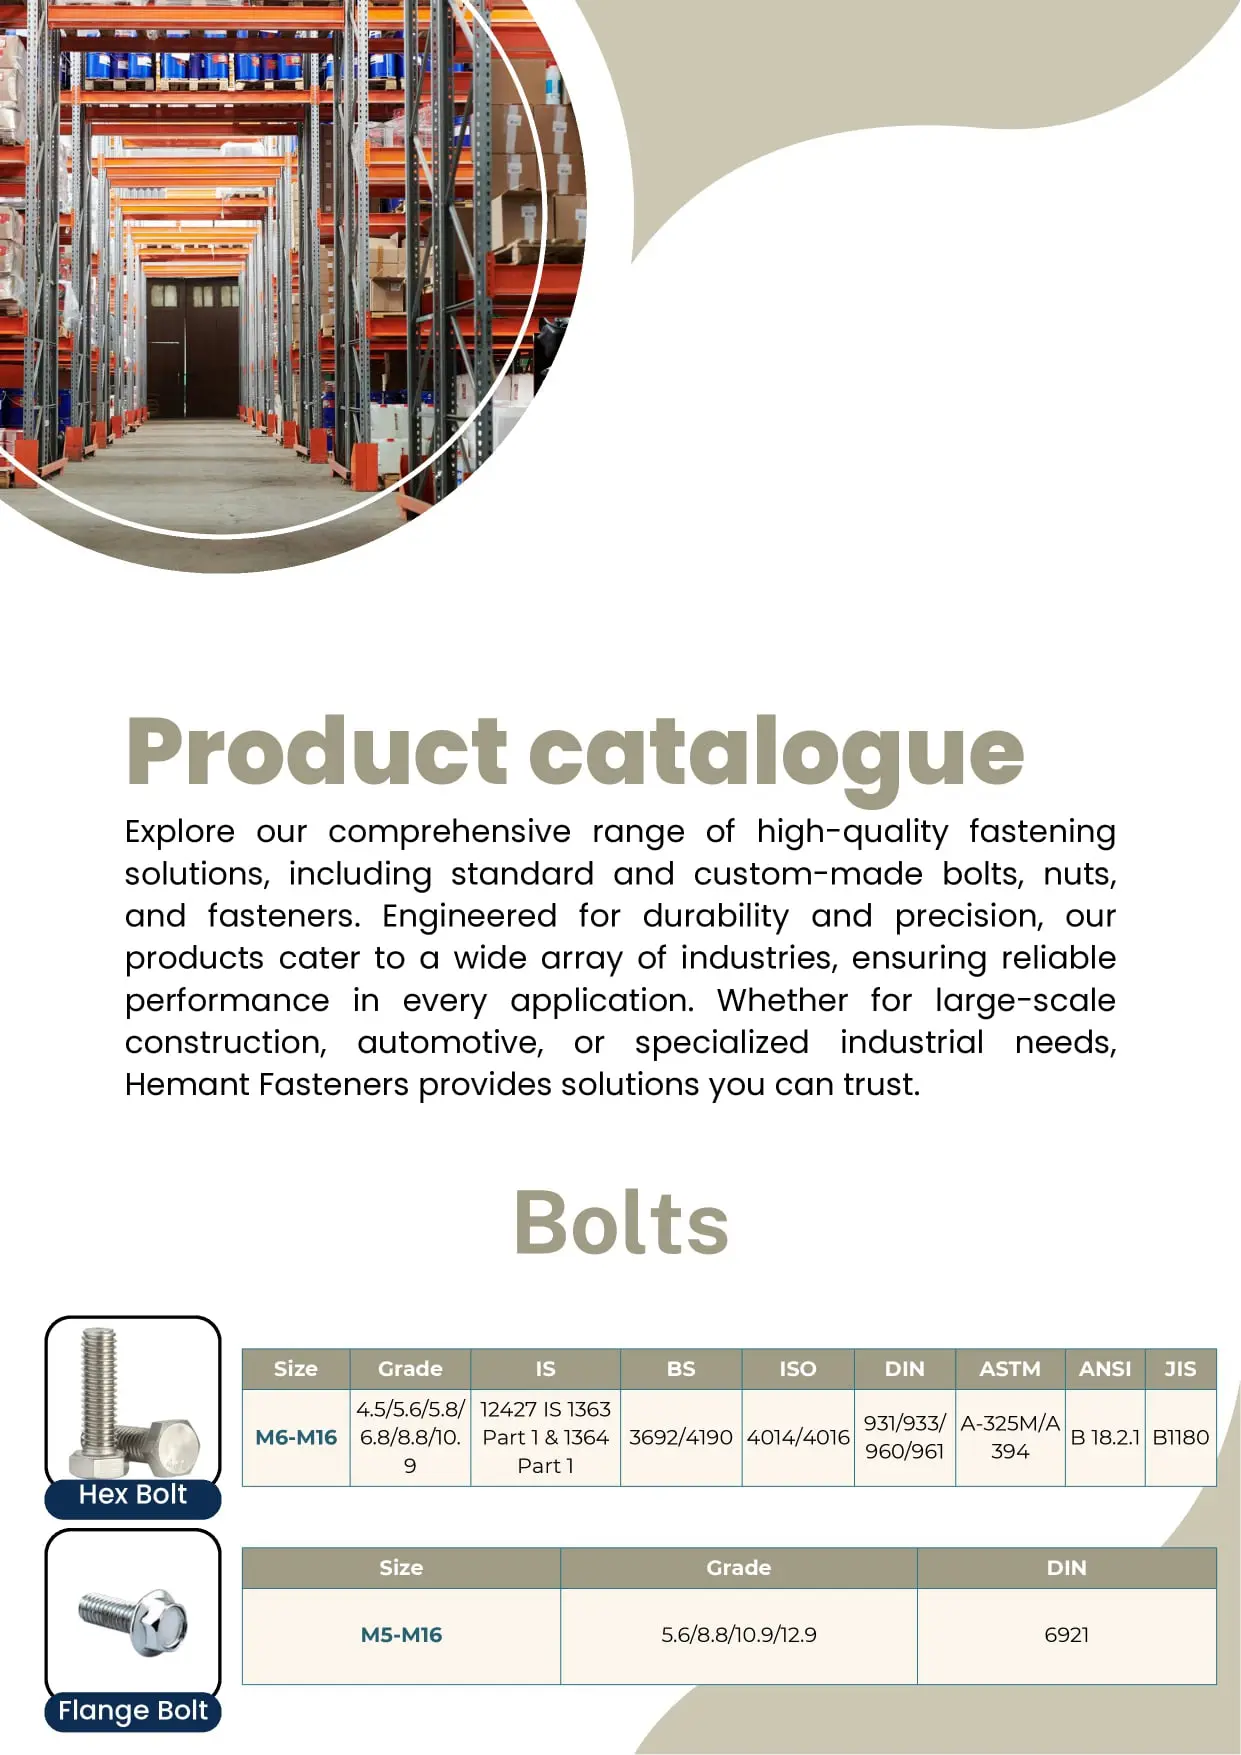 Product catalogue
Explore our comprehensive range of high-quality fastening
solutions, including standard and custom-made bolts, nuts,
and fasteners. Engineered for durability and precision, our
products cater to a wide array of industries, ensuring reliable
performance in every application. Whether for large-scale
construction, automotive, or specialized industrial needs,
Hemant Fasteners provides solutions you can trust.
Bolts
Hex Bolt
Size Grade IS BS ISO DIN ASTM ANSI JIS
M6-M16
4.5/5.6/5.8/
6.8/8.8/10.
9
12427 IS 1363
Part 1 & 1364
Part 1
3692/4190
4014/4016
931/933/
960/961
A-325M/A
394
B 18.2.1
B1180
Flange Bolt
Size Grade DIN
M5-M16 5.6/8.8/10.9/12.9 6921